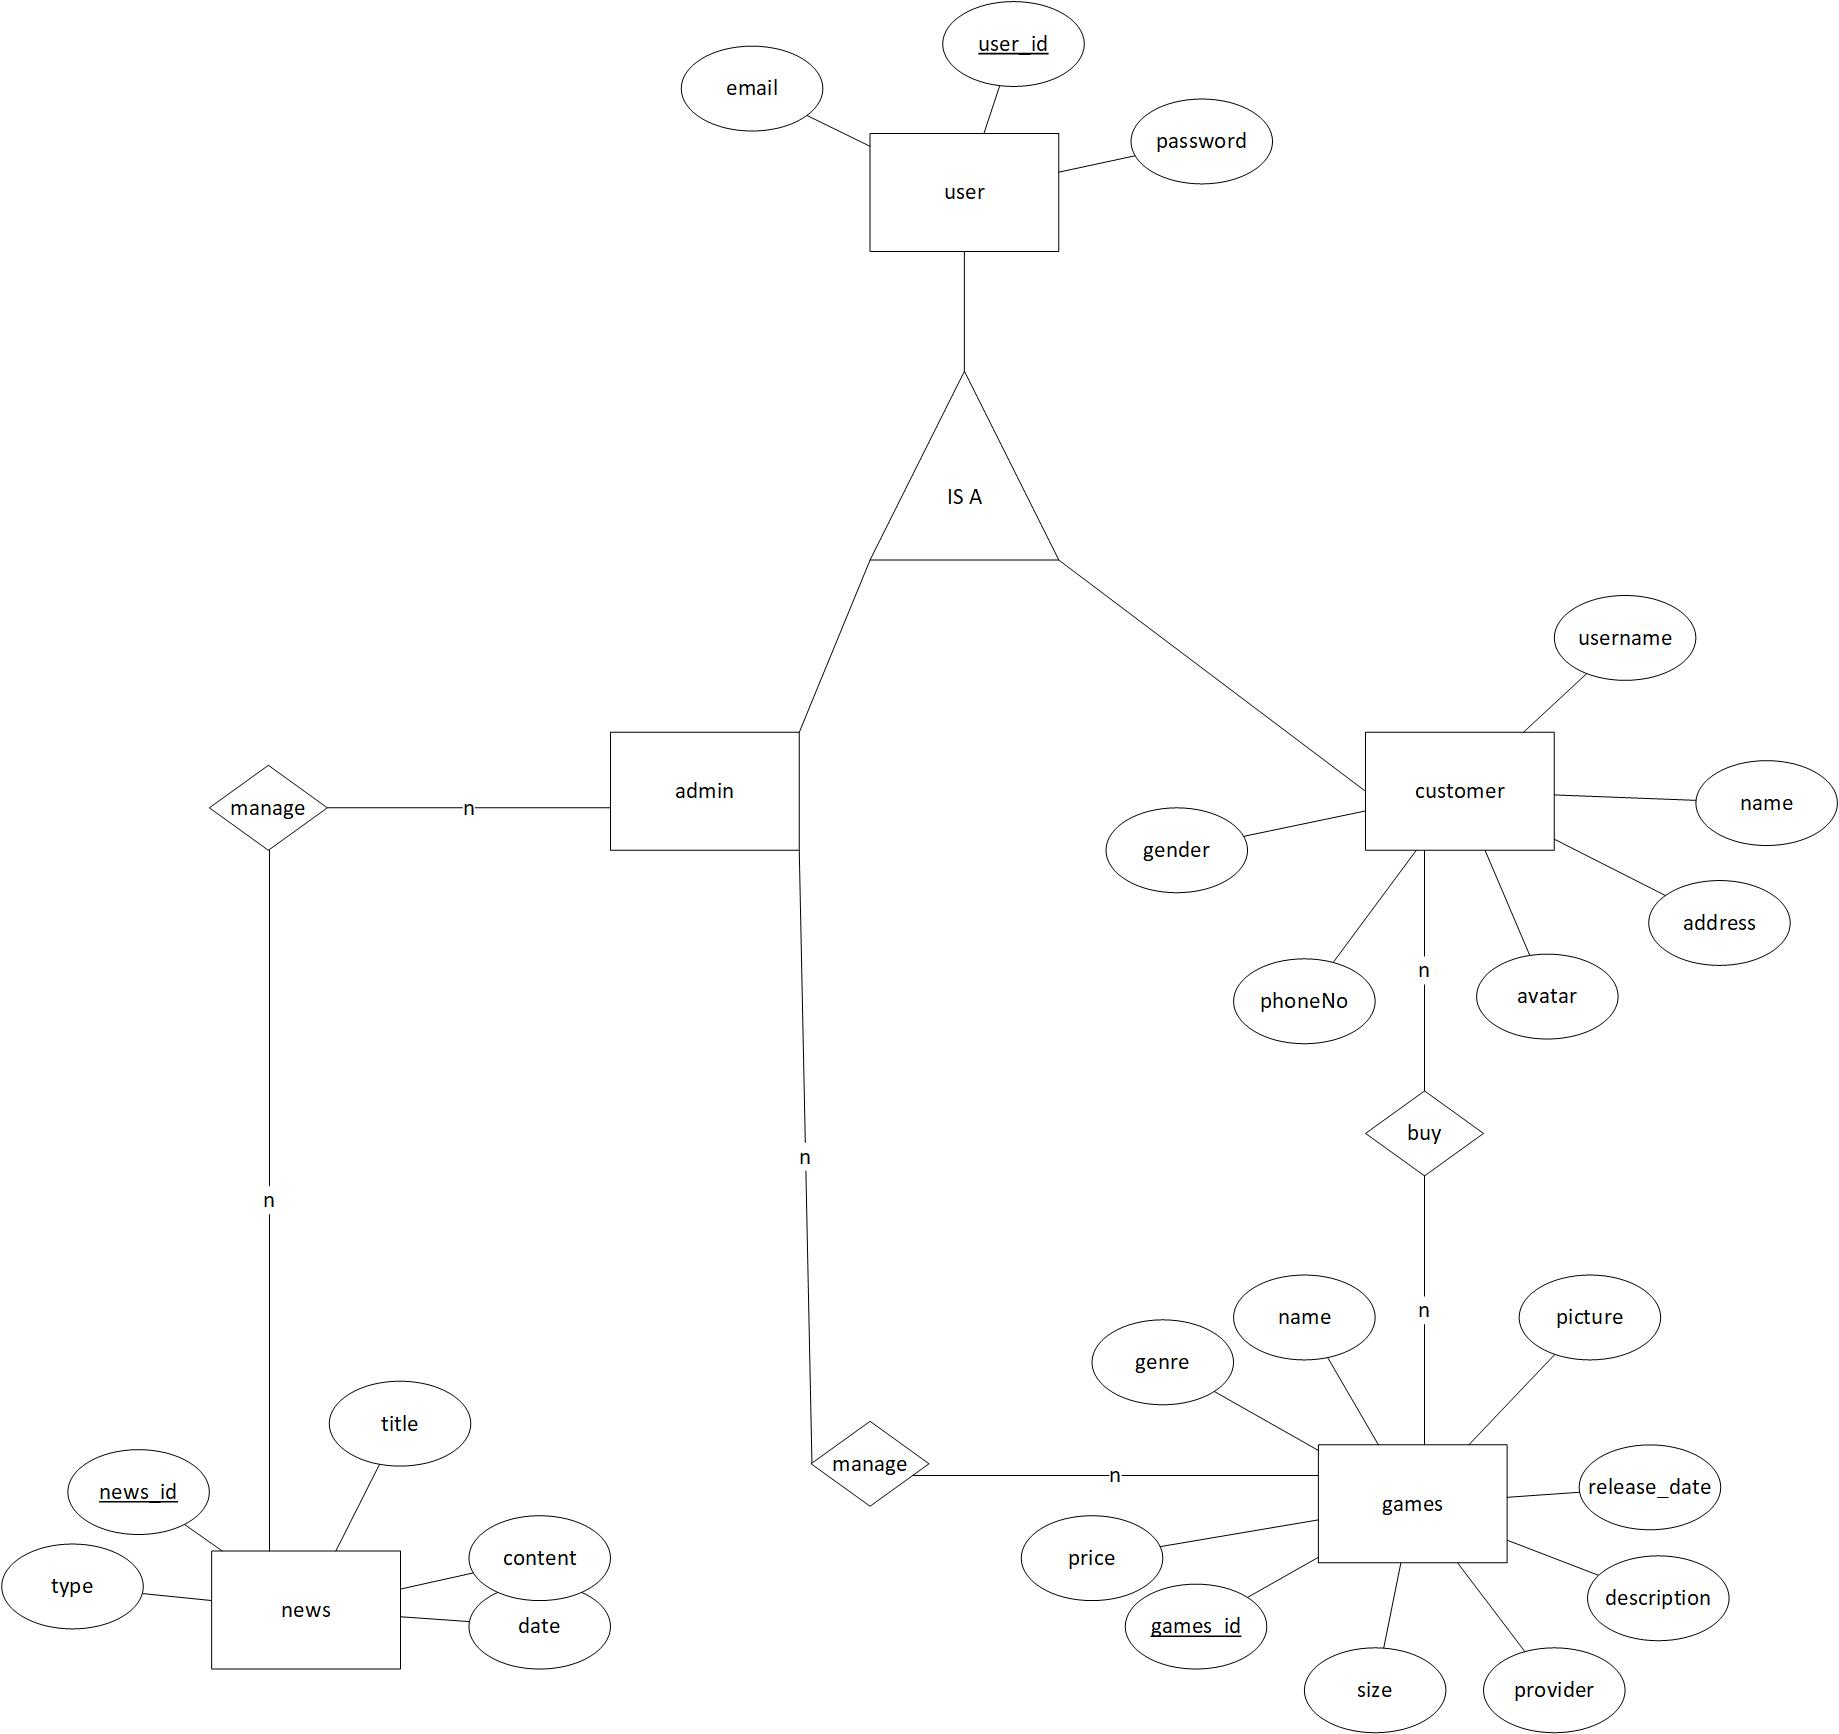 user_id
email
password
user
IS A
username
admin
customer
manage
n
name
gender
address
n
avatar
phoneNo
buy
n
n
n
name
picture
genre
title
manage
n
release_date
news_id
games
content
price
type
description
news
date
games_id
size
provider